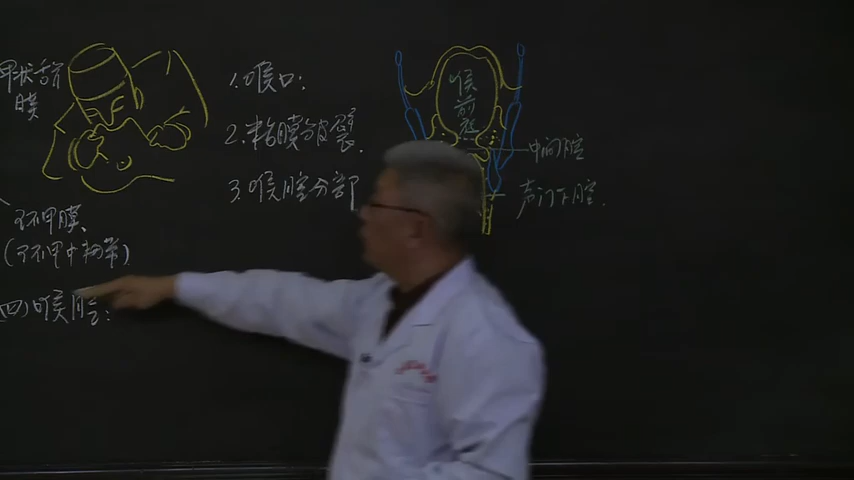 甲状舌骨
膜
环甲膜、
(环甲中韧带)
(四)喉腔:
1.喉口:
2.粘膜皱襞.
3.喉腔分部
喉
前
庭
中间腔
声门下腔.